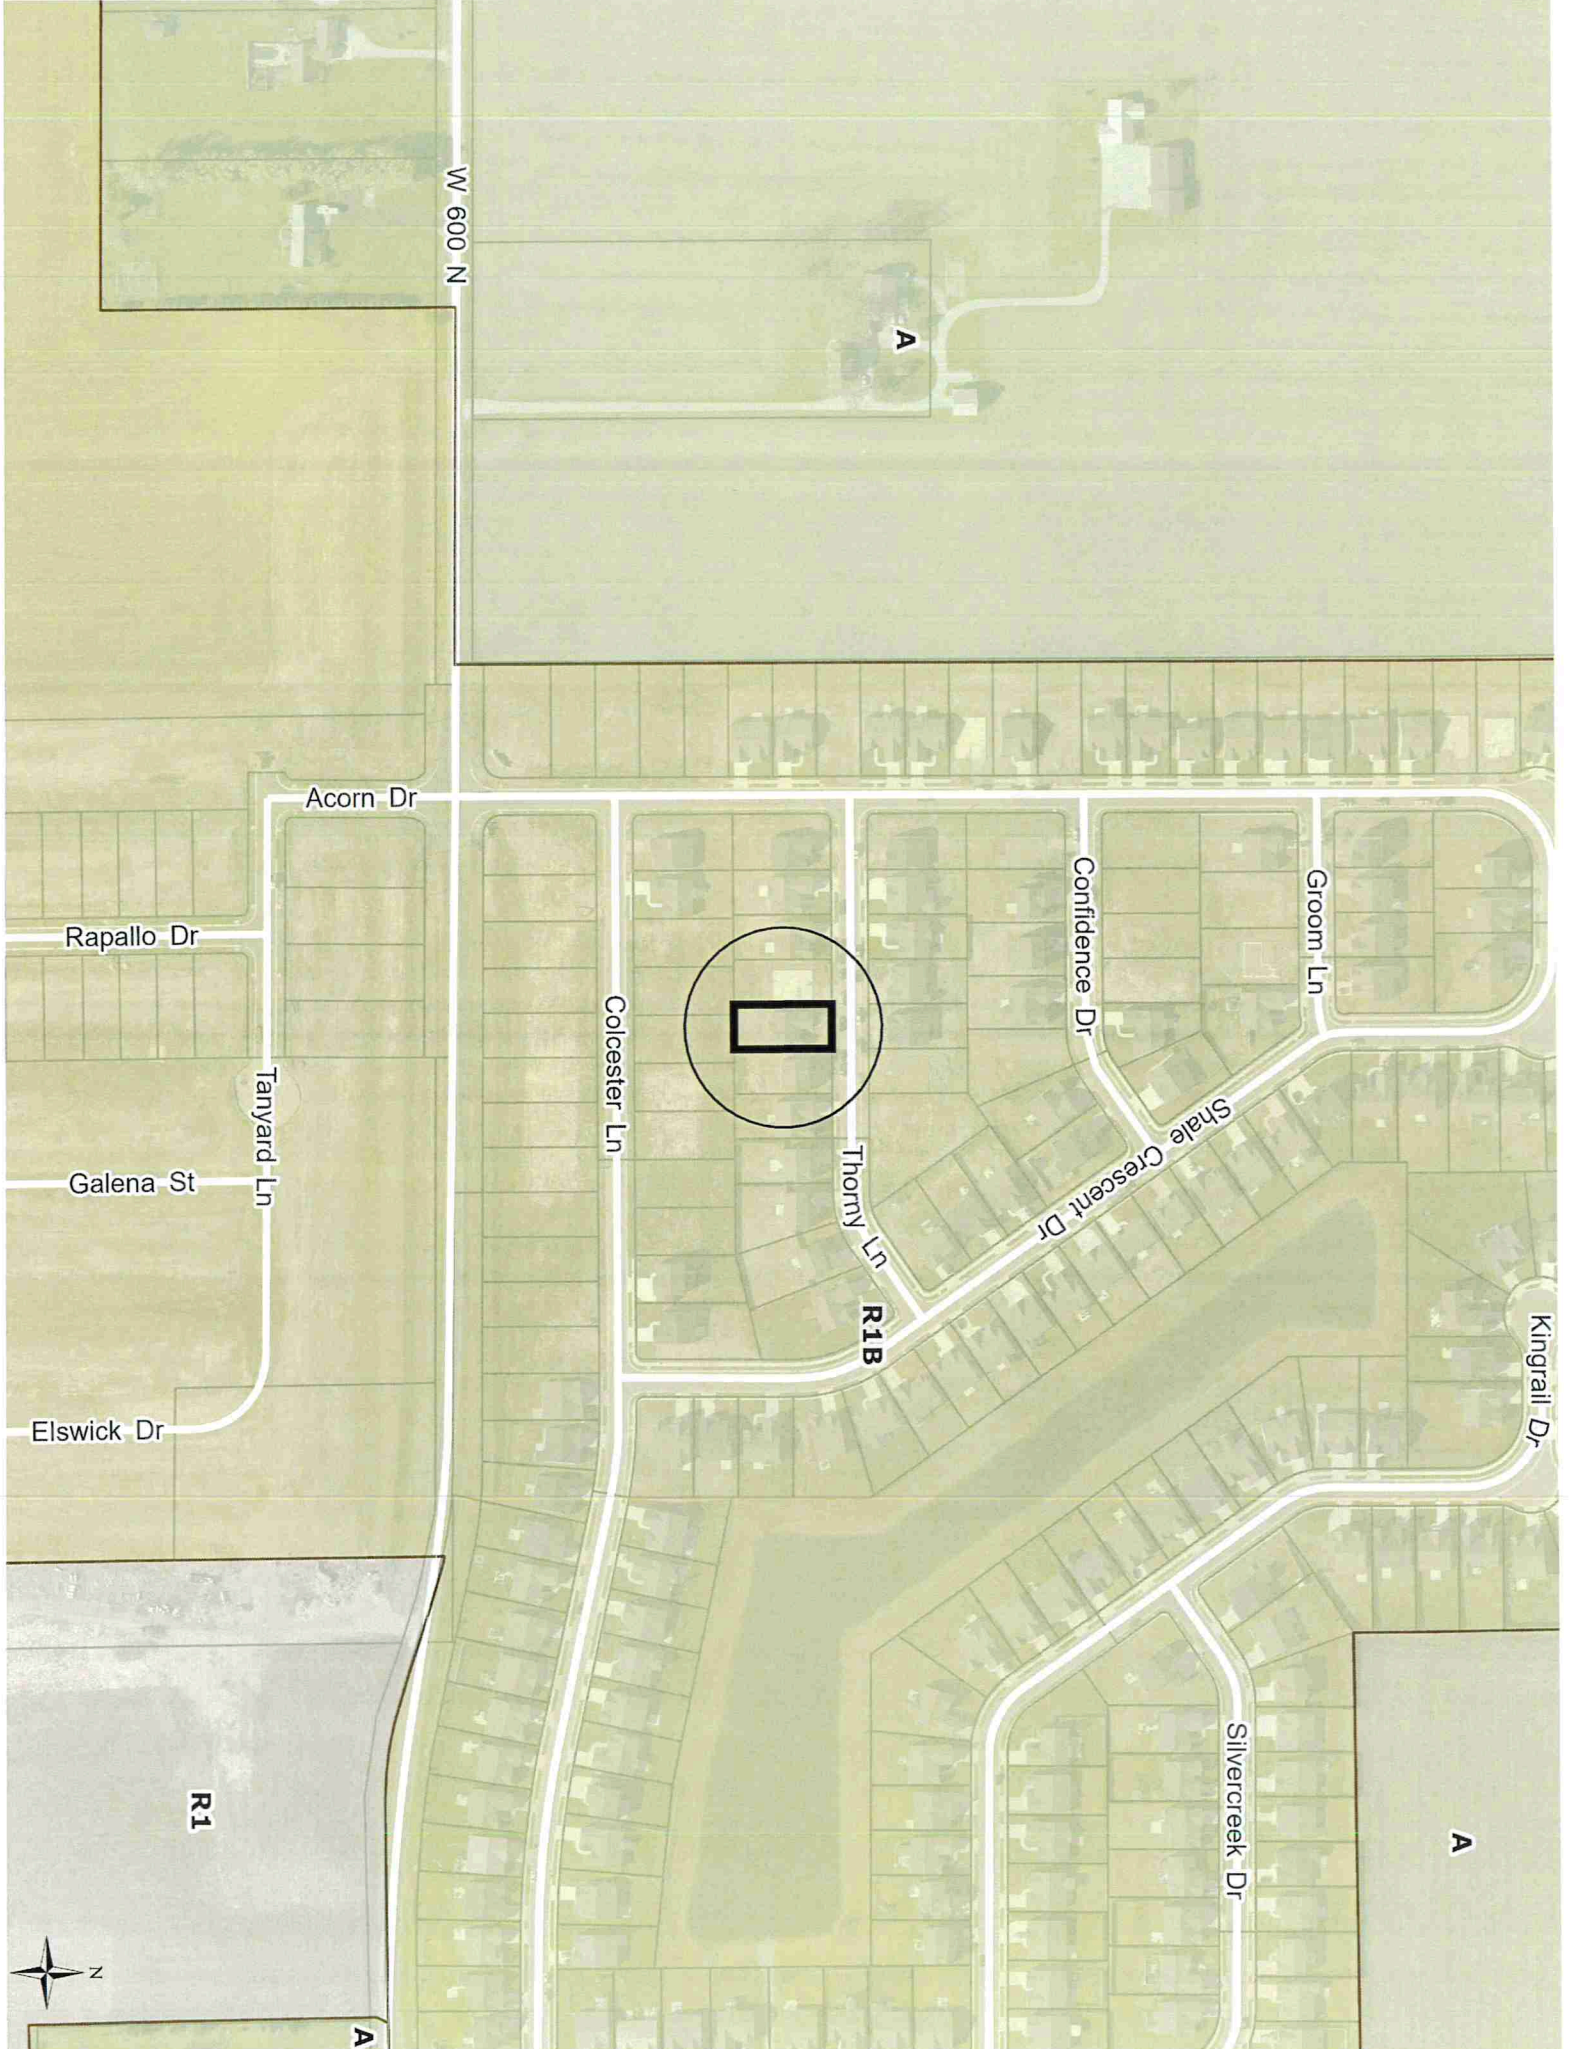 W 600 N
A
Acorn Dr
Rapallo Dr
Tanyard Ln
Galena St
Elswick Dr
Colcester Ln
Thorny Ln
Confidence Dr
Groom Ln
Shale Crescent Dr
R1B
Kingrail Dr
Silvercreek Dr
R1
A
N
A